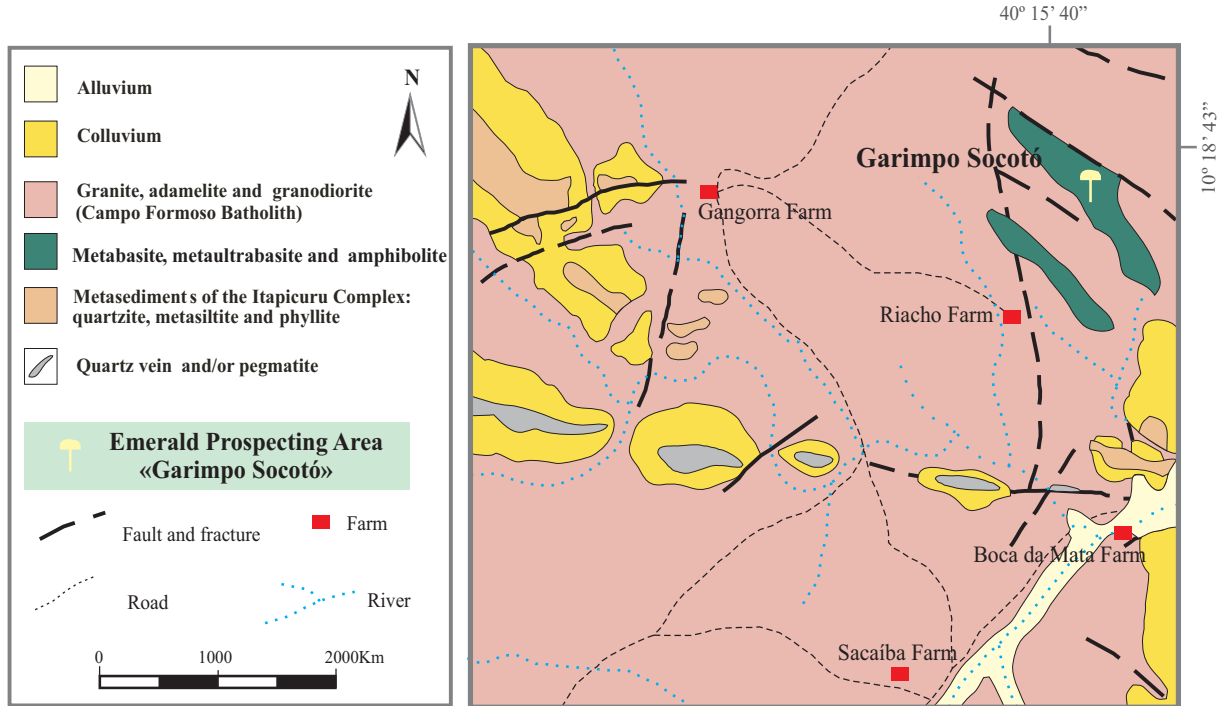 N
Alluvium
Colluvium
Granite, adamelite and granodiorite
(Campo Formoso Batholith)
Metabasite, metaultrabasite and amphibolite
Metasediments of the Itapicuru Complex:
quartzite, metasiltite and phyllite
Quartz vein and/or pegmatite
Emerald Prospecting Area
«Garimpo Socotó»
Fault and fracture
Farm
Road
River
0 1000 2000Km
40º 15’ 40”
10º 18’ 43”
Garimpo Socotó
Gangorra Farm
Riacho Farm
Boca da Mata Farm
Sacaíba Farm